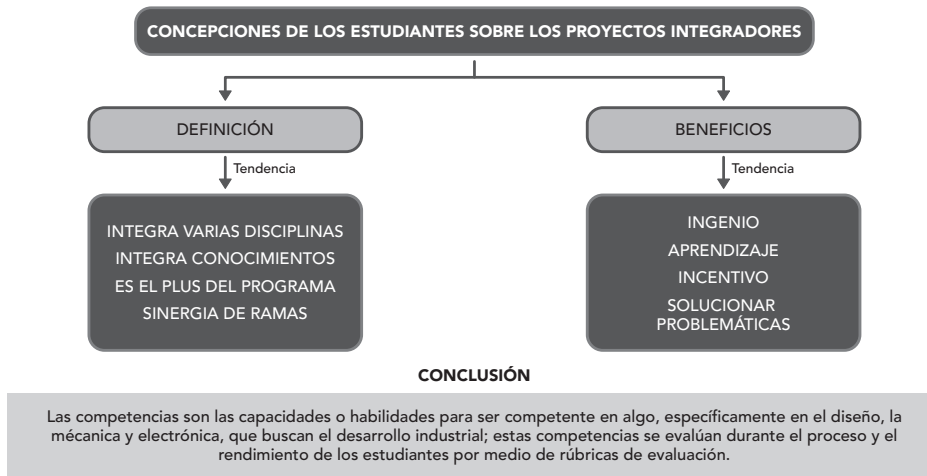 CONCEPCIONES DE LOS ESTUDIANTES SOBRE LOS PROYECTOS INTEGRADORES
DEFINICIÓN
Tendencia
INTEGRA VARIAS DISCIPLINAS
INTEGRA CONOCIMIENTOS
ES EL PLUS DEL PROGRAMA
SINERGIA DE RAMAS
BENEFICIOS
Tendencia
INGENIO
APRENDIZAJE
INCENTIVO
SOLUCIONAR
PROBLEMÁTICAS
CONCLUSIÓN
Las competencias son las capacidades o habilidades para ser competente en algo, específicamente en el diseño, la
mécanica y electrónica, que buscan el desarrollo industrial; estas competencias se evalúan durante el proceso y el
rendimiento de los estudiantes por medio de rúbricas de evaluación.